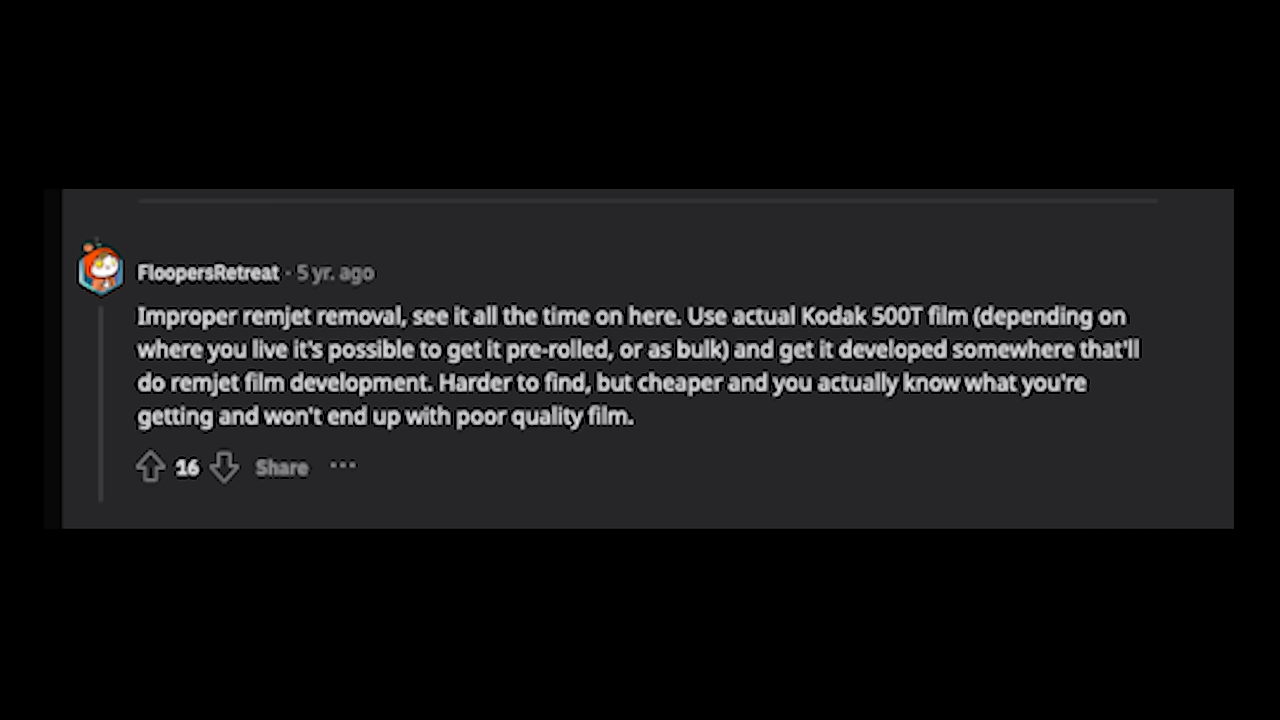 FloopersRetreat · 5 yr. ago
Improper remjet removal, see it all the time on here. Use actual Kodak 500T film (depending on
where you live it's possible to get it pre-rolled, or as bulk) and get it developed somewhere that'll
do remjet film development. Harder to find, but cheaper and you actually know what you're
getting and won't end up with poor quality film.
16 Share ...